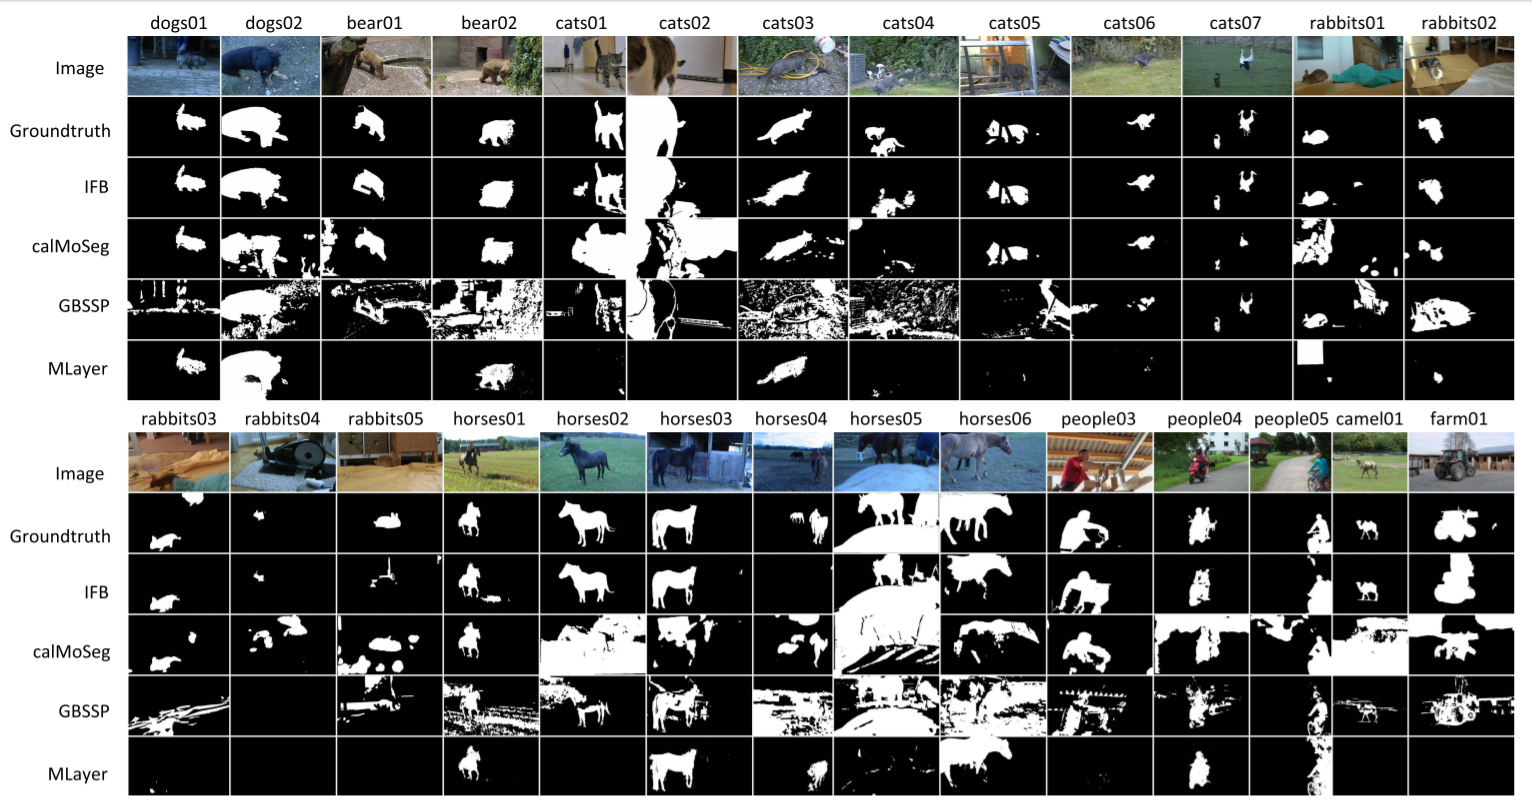 dogs01 dogs02 bear01 bear02 cats01 cats02 cats03 cats04 cats05 cats06 cats07 rabbits01 rabbits02
Image
Groundtruth
IFB
calMoSeg
GBSSP
MLayer
rabbits03 rabbits04 rabbits05 horses01 horses02 horses03 horses04 horses05 horses06 people03 people04 people05 camel01 farm01
Image
Groundtruth
IFB
calMoSeg
GBSSP
MLayer